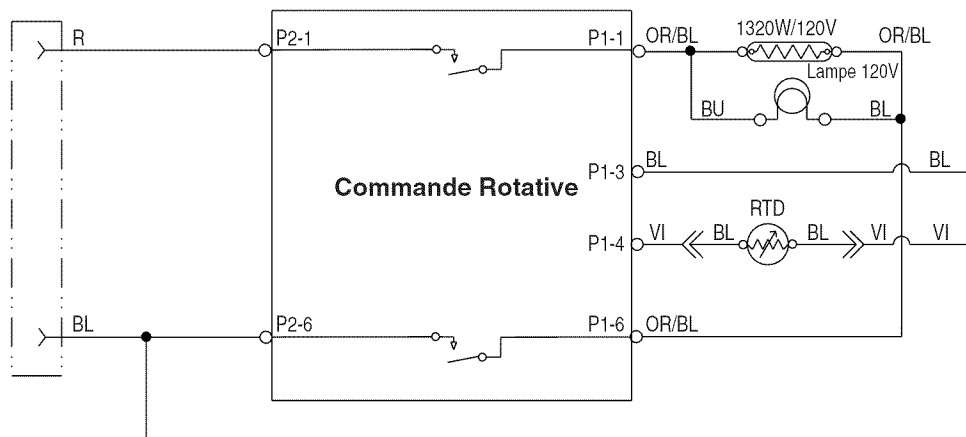 R
P2-1
P1-1
OR/BL
1320W/120V
OR/BL
Lampe 120V
BU
BL
Commande Rotative
P1-3
BL
BL
RTD
P1-4
VI
BL
BL
VI
VI
BL
P2-6
P1-6
OR/BL